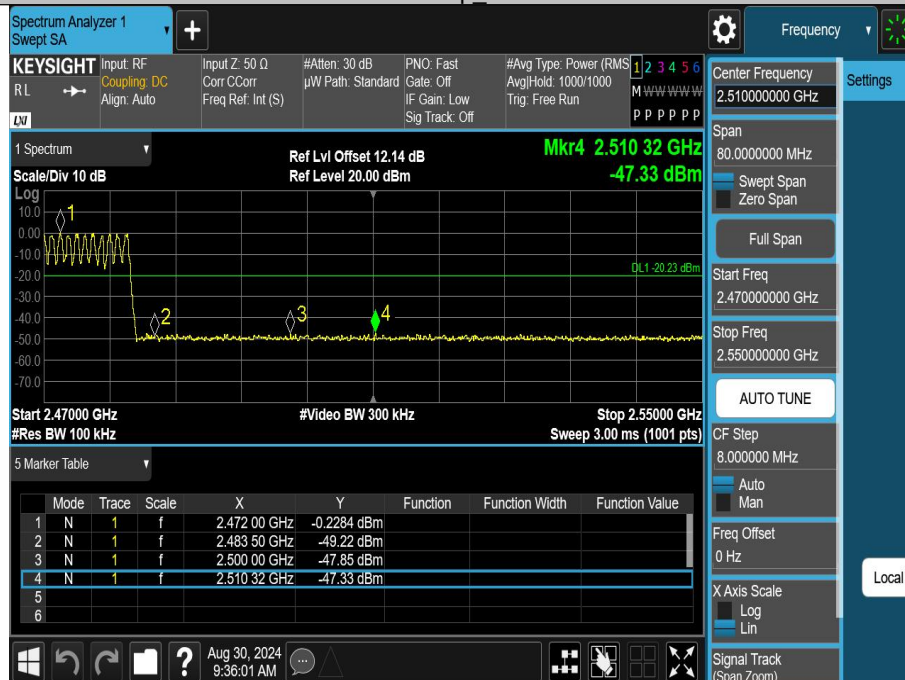 Spectrum Analyzer 1
Swept SA
Frequency
KEYSIGHT
RL
LXI
Input: RF
Coupling: DC
Align: Auto
Input Z: 50 Ω
Corr CCorr
Freq Ref: Int (S)
#Atten: 30 dB
µW Path: Standard
PNO: Fast
Gate: Off
IF Gain: Low
Sig Track: Off
#Avg Type: Power (RMS
Avg|Hold: 1000/1000
Trig: Free Run
1 2 3 4 5 6
M W W W W W
P P P P P P
1 Spectrum
Scale/Div 10 dB
Ref Lvl Offset 12.14 dB
Ref Level 20.00 dBm
Mkr4 2.510 32 GHz
-47.33 dBm
Log
10.0
0.00
-10.0
-20.0
-30.0
-40.0
-50.0
-60.0
-70.0
1
2
3
4
DL1 -20.23 dBm
Start 2.47000 GHz
#Video BW 300 kHz
Stop 2.55000 GHz
#Res BW 100 kHz
Sweep 3.00 ms (1001 pts)
5 Marker Table
Mode Trace Scale X Y Function Function Width Function Value
1 N 1 f 2.472 00 GHz -0.2284 dBm
2 N 1 f 2.483 50 GHz -49.22 dBm
3 N 1 f 2.500 00 GHz -47.85 dBm
4 N 1 f 2.510 32 GHz -47.33 dBm
5
6
?
Aug 30, 2024
9:36:01 AM
Center Frequency
2.510000000 GHz
Settings
Span
80.0000000 MHz
Swept Span
Zero Span
Full Span
Start Freq
2.470000000 GHz
Stop Freq
2.550000000 GHz
AUTO TUNE
CF Step
8.000000 MHz
Auto
Man
Freq Offset
0 Hz
Local
X Axis Scale
Log
Lin
Signal Track
(Span Zoom)